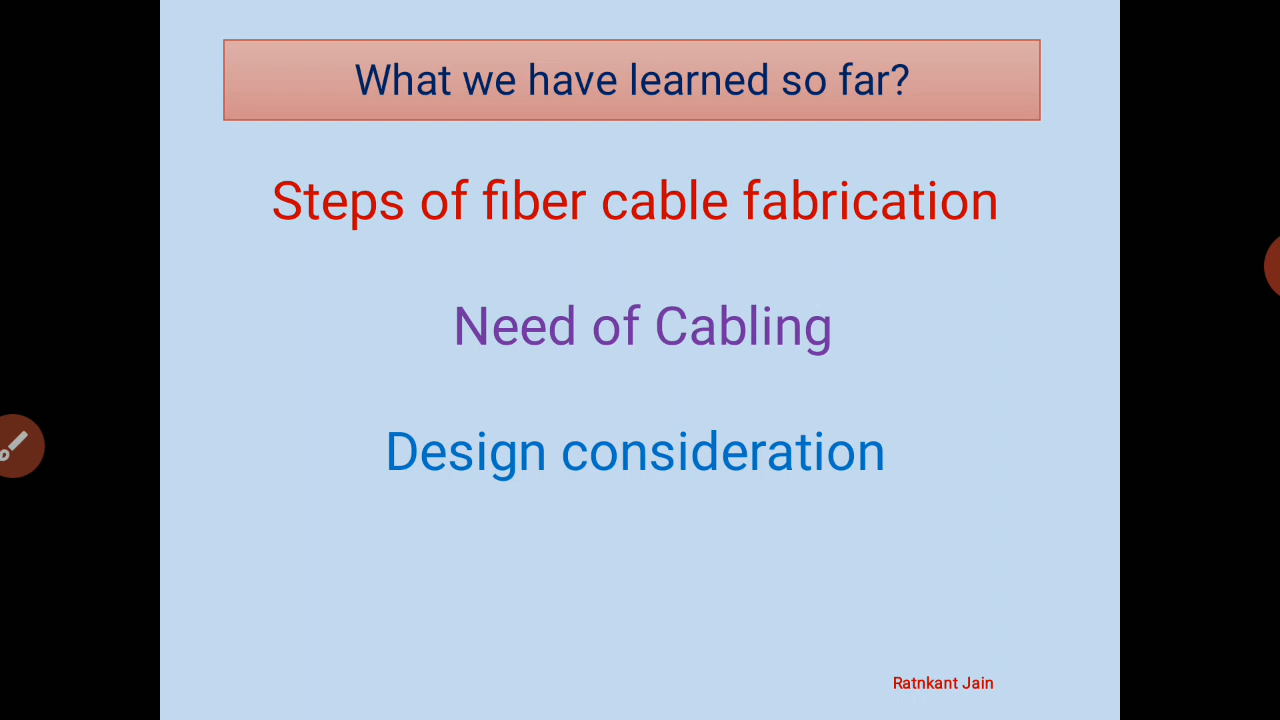 What we have learned so far?
Steps of fiber cable fabrication
Need of Cabling
Design consideration
Ratnkant Jain